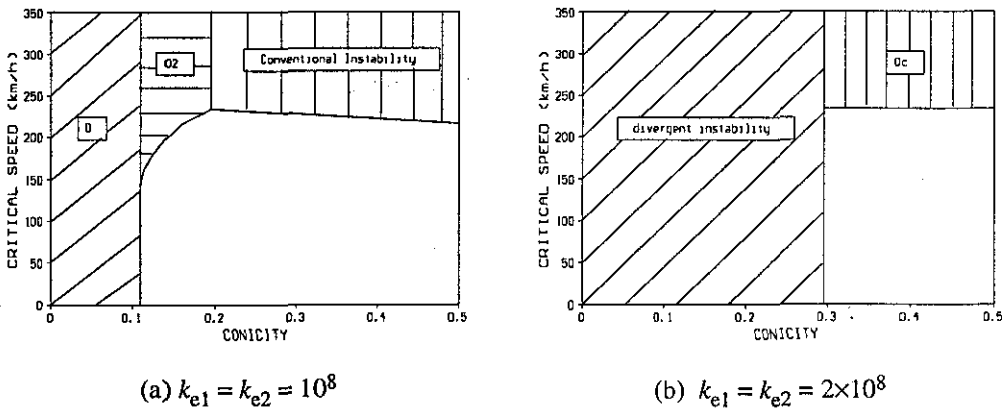 CRITICAL SPEED (km/h)
350
300
250
200
150
100
50
0
D
O2
Conventional Instability
0
0.1
0.2
0.3
0.4
0.5
CONICITY
(a) k_e1 = k_e2 = 10^8
CRITICAL SPEED (km/h)
350
300
250
200
150
100
50
0
divergent instability
Oc
0
0.1
0.2
0.3
0.4
0.5
CONICITY
(b) k_e1 = k_e2 = 2×10^8